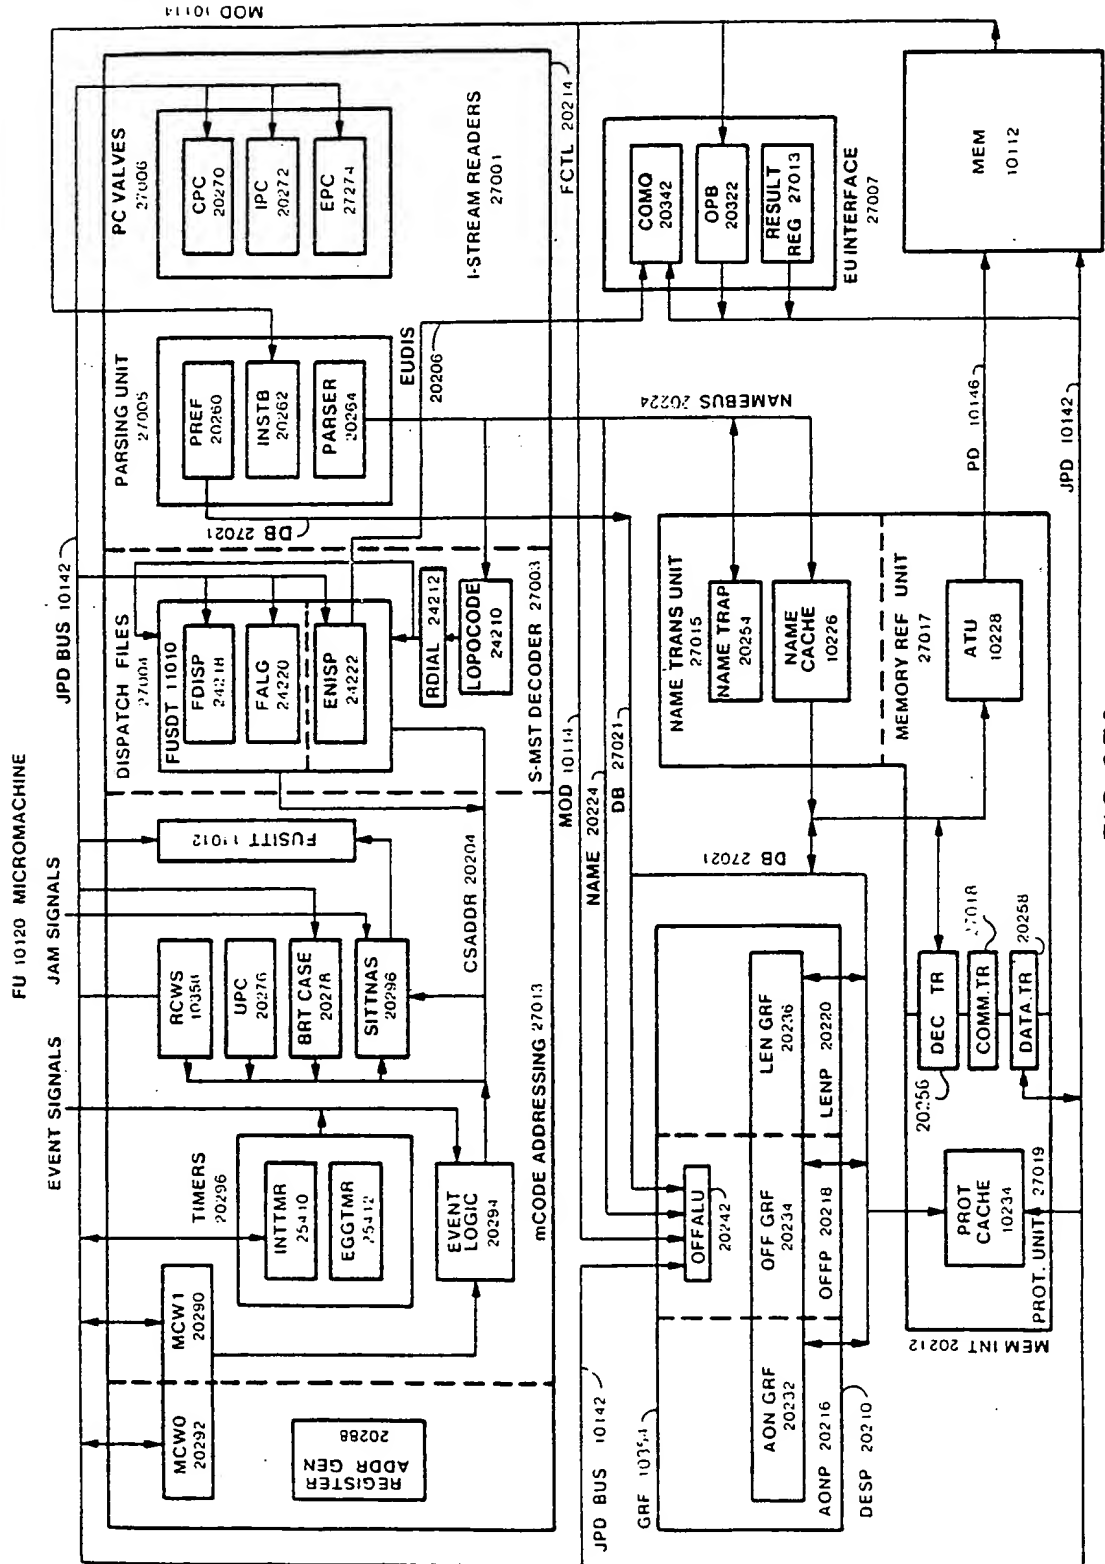 FU 10120 MICROMACHINE
EVENT SIGNALS
JAM SIGNALS
JPD BUS 10142
MOD 10114
MCW0
20292
MCW1
20290
REGISTER
ADDR GEN
20288
TIMERS
20296
INTTMR
25410
EGGTMR
25412
EVENT
LOGIC
20294
RCWS
10358
UPC
20276
BRT CASE
20278
SITTNAS
20296
FUSITT 11012
CSADDR 20204
mCODE ADDRESSING 27013
DISPATCH FILES
27004
FUSDT 11010
FDISP
24218
FALG
24220
ENISP
24222
RDIAL 24212
LOPOCODE
24210
S-MST DECODER 27003
PARSING UNIT
27005
PREF
20260
INSTB
20262
PARSER
20264
DB 27021
EUDIS
20206
PC VALVES
27006
CPC
20270
IPC
20272
EPC
27274
I-STREAM READERS
27001
FCTL 20214
COMQ
20342
OPB
20322
RESULT
REG 27013
EU INTERFACE
27007
MEM
10112
MOD 10114
NAME 20224
DB 27021
NAMEBUS 20224
PD 10146
JPD 10142
NAME TRANS UNIT
27015
NAME TRAP
20254
NAME
CACHE
10226
MEMORY REF UNIT
27017
ATU
10228
DB 27021
JPD BUS 10142
GRF 10354
OFFALU
20242
AON GRF
20232
OFF GRF
20234
LEN GRF
20236
AONP 20216
OFFP 20218
LENP 20220
DESP 20210
20256
DEC TR
COMM.TR
27018
DATA.TR
20258
PROT
CACHE
10234
PROT. UNIT 27019
MEM INT 20212